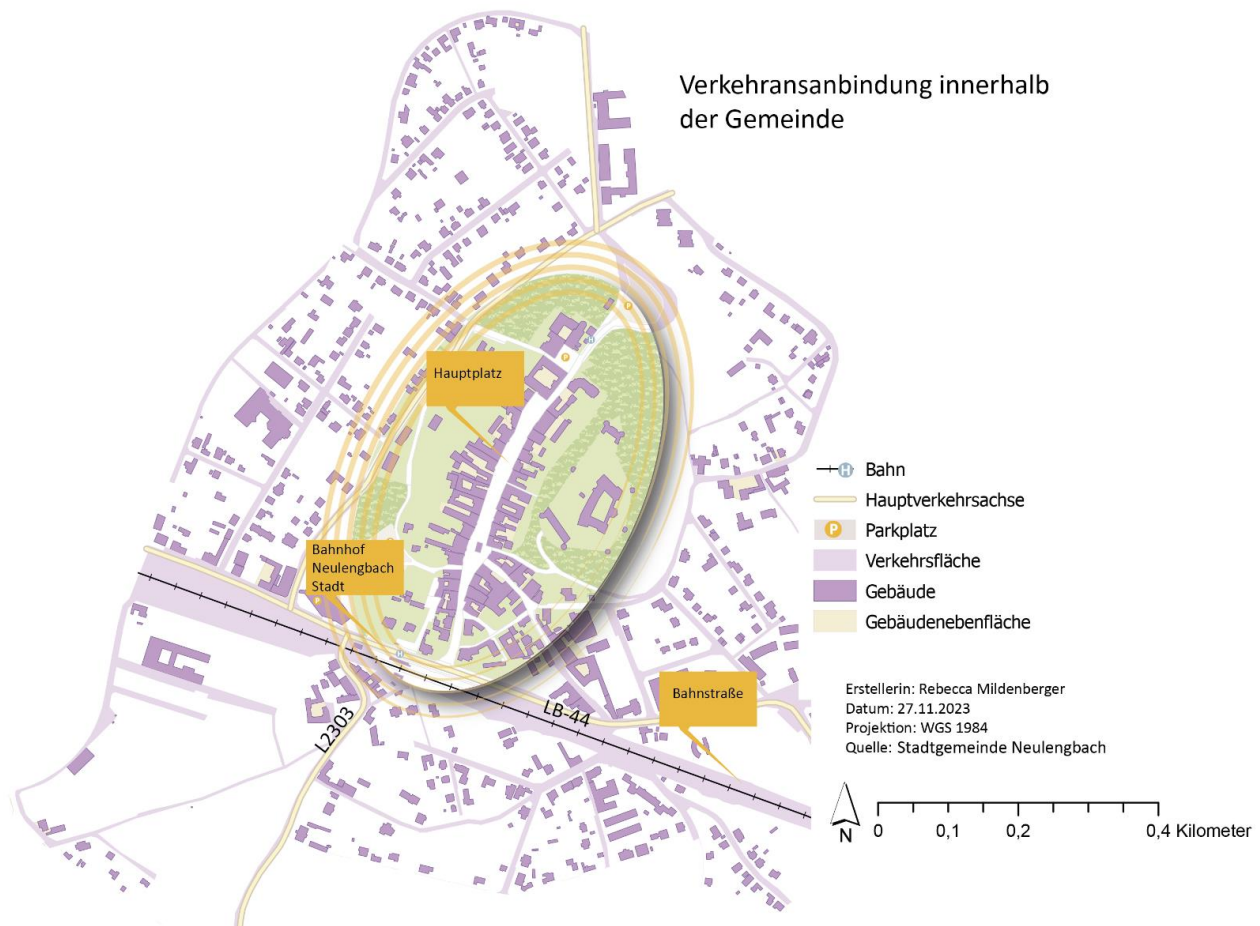 Verkehransanbindung innerhalb
der Gemeinde
P
H
P
Hauptplatz
Bahnhof
Neulengbach
Stadt
P
H
Bahnstraße
LB-44
L2303
H Bahn
Hauptverkehrsachse
P Parkplatz
Verkehrsfläche
Gebäude
Gebäudenebenfläche
Erstellerin: Rebecca Mildenberger
Datum: 27.11.2023
Projektion: WGS 1984
Quelle: Stadtgemeinde Neulengbach
N
0 0,1 0,2 0,4 Kilometer